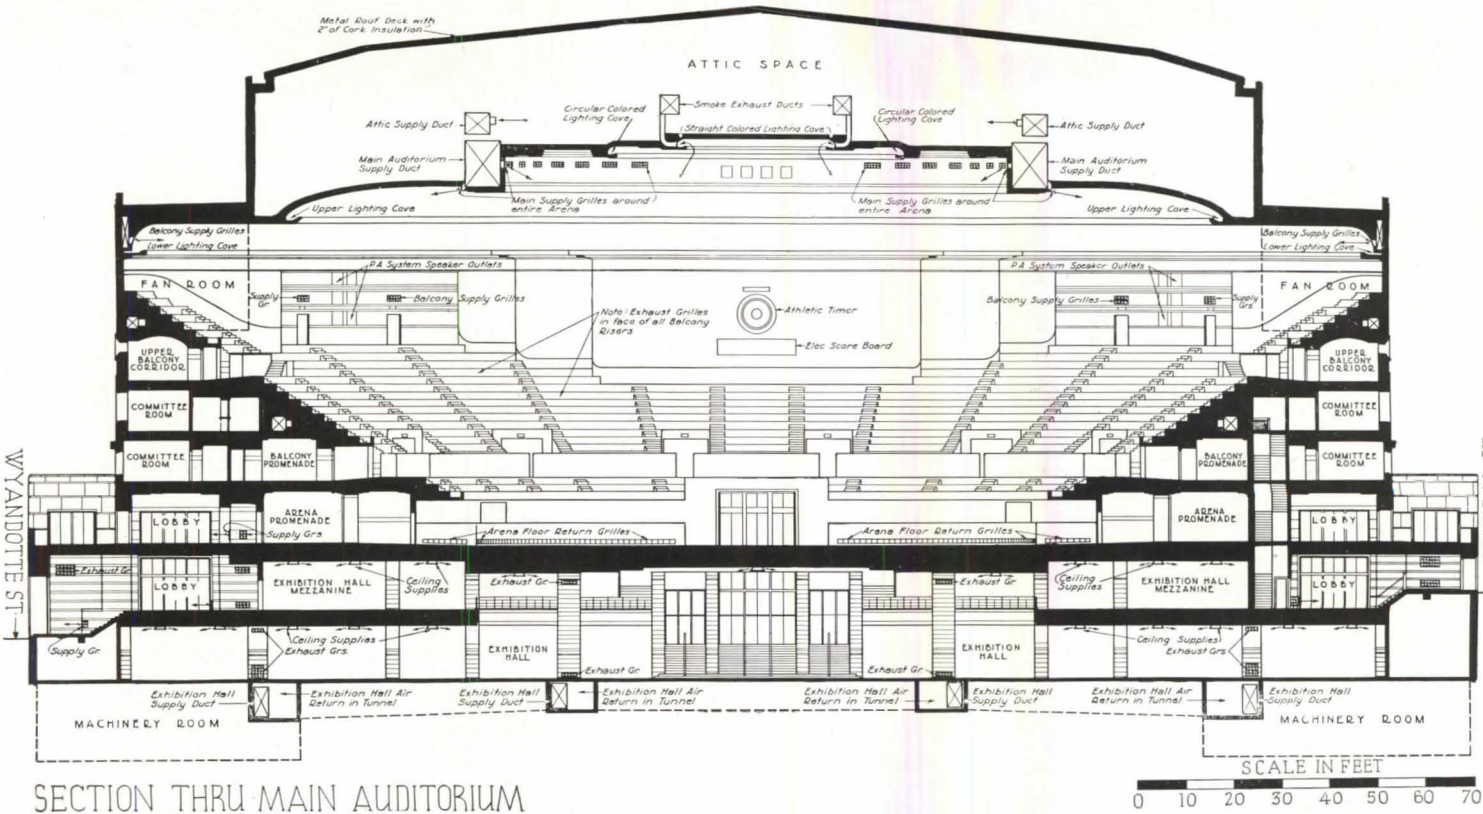 Metal Roof Deck with
2" of Cork Insulation
ATTIC SPACE
Smoke Exhaust Ducts
Circular Colored
Lighting Cove
Circular Colored
Lighting Cove
Attic Supply Duct
Straight Colored Lighting Cove
Attic Supply Duct
Main Auditorium
Supply Duct
Main Auditorium
Supply Duct
Main Supply Grilles around
entire Arena
Main Supply Grilles around
entire Arena
Upper Lighting Cove
Upper Lighting Cove
Balcony Supply Grilles
Lower Lighting Cove
Balcony Supply Grilles
Lower Lighting Cove
PA System Speaker Outlets
PA System Speaker Outlets
FAN ROOM
FAN ROOM
Supply
Gr.
Balcony Supply Grilles
Balcony Supply Grilles
Supply
Grs
Note: Exhaust Grilles
in face of all Balcony
Risers
Athletic Timer
Elec Score Board
UPPER
BALCONY
CORRIDOR
UPPER
BALCONY
CORRIDOR
COMMITTEE
ROOM
COMMITTEE
ROOM
COMMITTEE
ROOM
BALCONY
PROMENADE
BALCONY
PROMENADE
COMMITTEE
ROOM
WYANDOTTE ST
LOBBY
ARENA
PROMENADE
ARENA
PROMENADE
LOBBY
Supply Grs
Arena Floor Return Grilles
Arena Floor Return Grilles
Exhaust Gr
LOBBY
EXHIBITION HALL
MEZZANINE
Ceiling
Supplies
Exhaust Gr
Exhaust Gr
Ceiling
Supplies
EXHIBITION HALL
MEZZANINE
LOBBY
Supply Gr
Ceiling Supplies
Exhaust Grs
EXHIBITION
HALL
Exhaust Gr
Exhaust Gr
EXHIBITION
HALL
Ceiling Supplies
Exhaust Grs
Exhibition Hall
Supply Duct
Exhibition Hall Air
Return in Tunnel
Exhibition Hall
Supply Duct
Exhibition Hall Air
Return in Tunnel
Exhibition Hall Air
Return in Tunnel
Exhibition Hall
Supply Duct
Exhibition Hall Air
Return in Tunnel
Exhibition Hall
Supply Duct
MACHINERY ROOM
MACHINERY ROOM
SECTION THRU MAIN AUDITORIUM
SCALE IN FEET
0 10 20 30 40 50 60 70